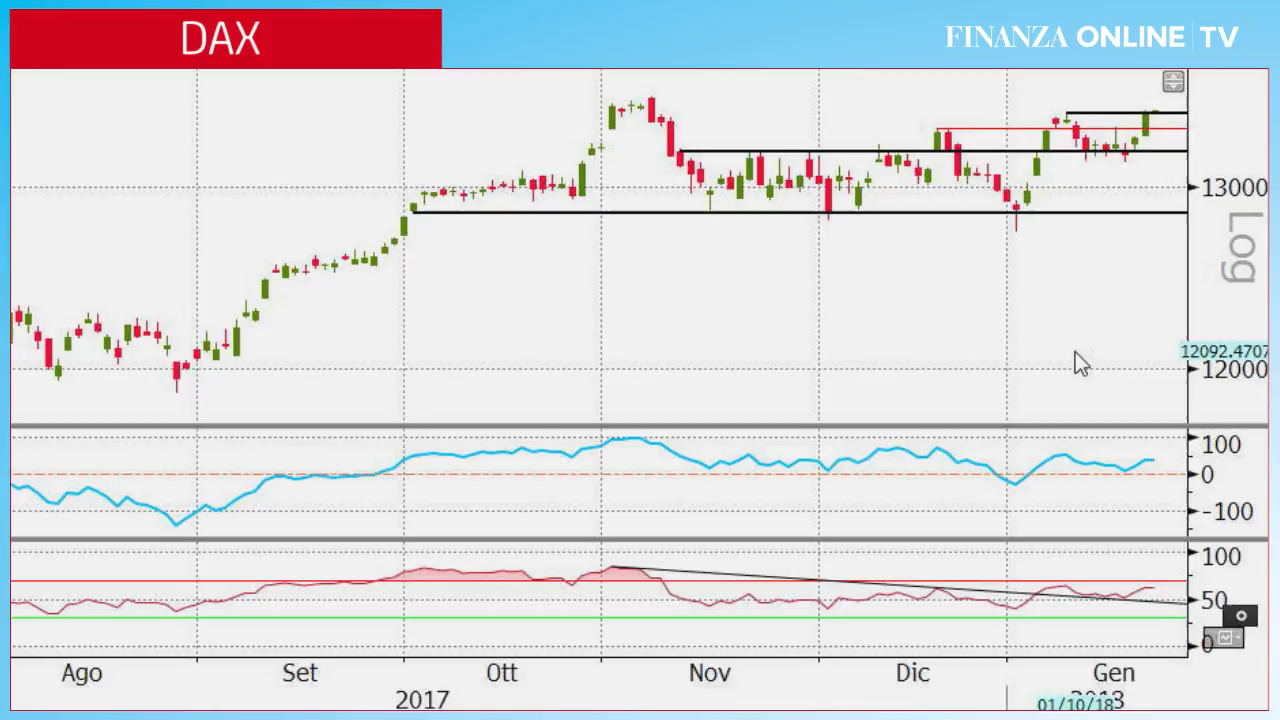 DAX
FINANZA ONLINE TV
13000
Log
12092.4707
12000
100
0
-100
100
50
0
Ago Set Ott Nov Dic Gen
2017
01/10/18